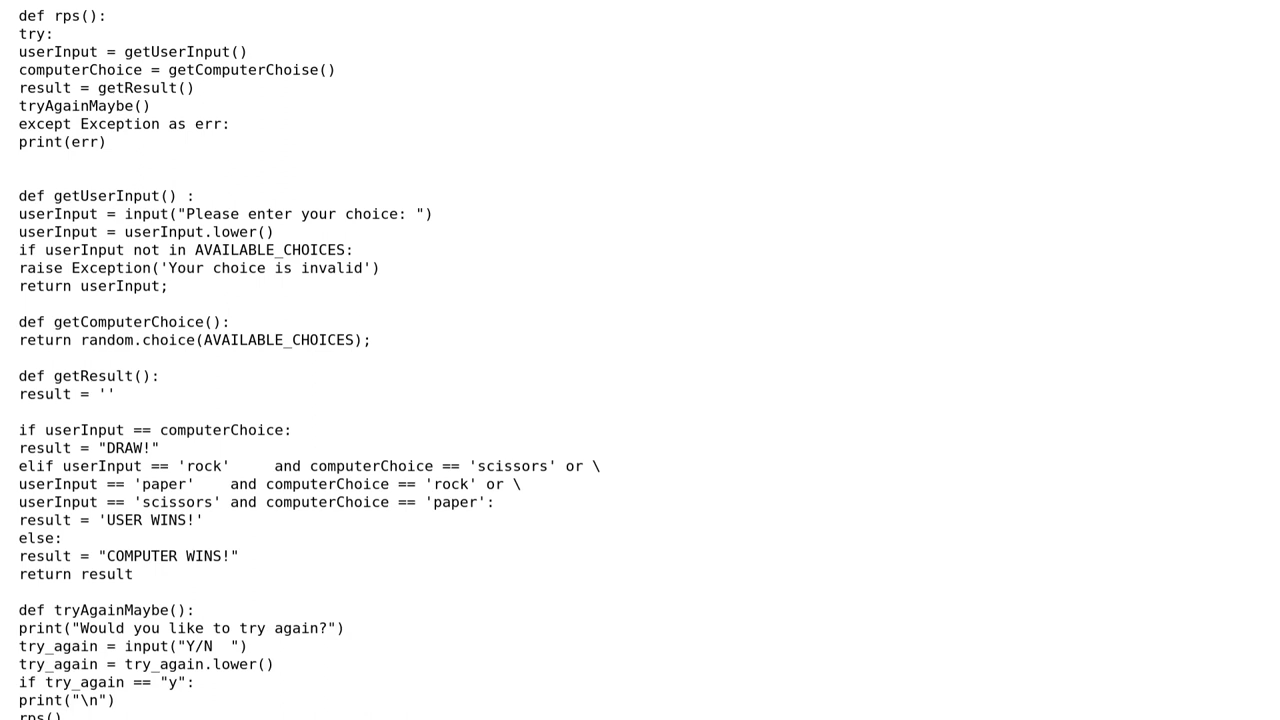 def rps():
try:
userInput = getUserInput()
computerChoice = getComputerChoise()
result = getResult()
tryAgainMaybe()
except Exception as err:
print(err)
def getUserInput() :
userInput = input("Please enter your choice: ")
userInput = userInput.lower()
if userInput not in AVAILABLE_CHOICES:
raise Exception('Your choice is invalid')
return userInput;
def getComputerChoice():
return random.choice(AVAILABLE_CHOICES);
def getResult():
result = ''
if userInput == computerChoice:
result = "DRAW!"
elif userInput == 'rock'     and computerChoice == 'scissors' or \
userInput == 'paper'    and computerChoice == 'rock' or \
userInput == 'scissors' and computerChoice == 'paper':
result = 'USER WINS!'
else:
result = "COMPUTER WINS!"
return result
def tryAgainMaybe():
print("Would you like to try again?")
try_again = input("Y/N  ")
try_again = try_again.lower()
if try_again == "y":
print("\n")
rps()